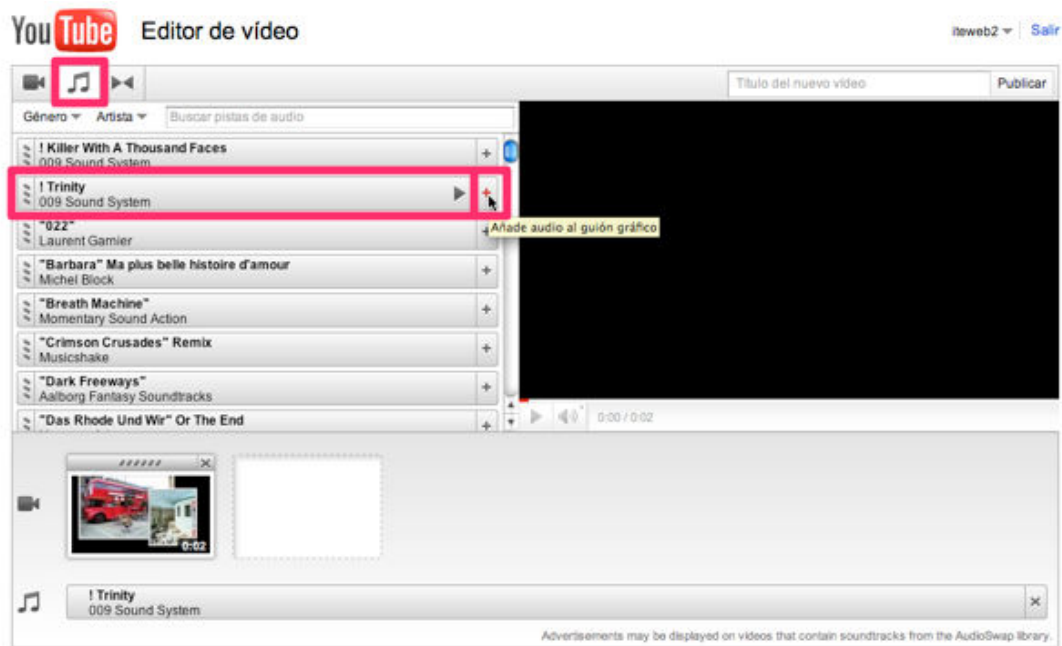 You Tube Editor de vídeo
iteweb2 Salir
Título del nuevo vídeo Publicar
Género Artista Buscar pistas de audio
! Killer With A Thousand Faces
009 Sound System
! Trinity
009 Sound System
Añade audio al guión gráfico
"022"
Laurent Garnier
"Barbara" Ma plus belle histoire d'amour
Michel Block
"Breath Machine"
Momentary Sound Action
"Crimson Crusades" Remix
Musicshake
"Dark Freeways"
Aalborg Fantasy Soundtracks
"Das Rhode Und Wir" Or The End
0:00 / 0:02
0:02
! Trinity
009 Sound System
Advertisements may be displayed on videos that contain soundtracks from the AudioSwap library.